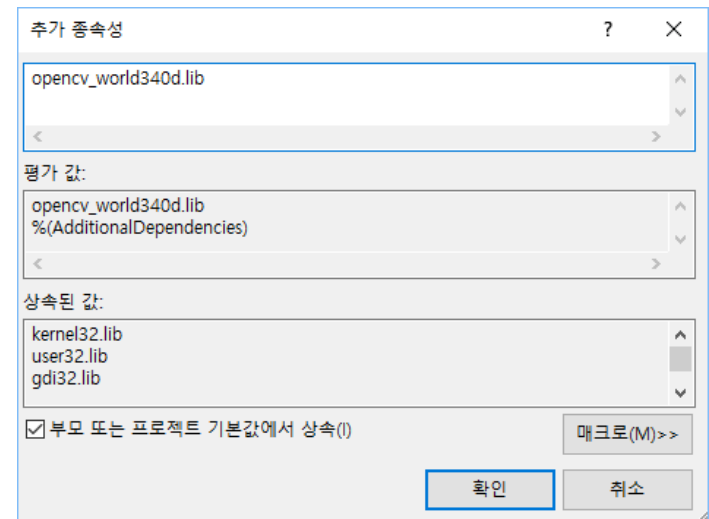 추가 종속성
opencv_world340d.lib
평가 값:
opencv_world340d.lib
%(AdditionalDependencies)
상속된 값:
kernel32.lib
user32.lib
gdi32.lib
부모 또는 프로젝트 기본값에서 상속(I)
매크로(M)>>
확인
취소